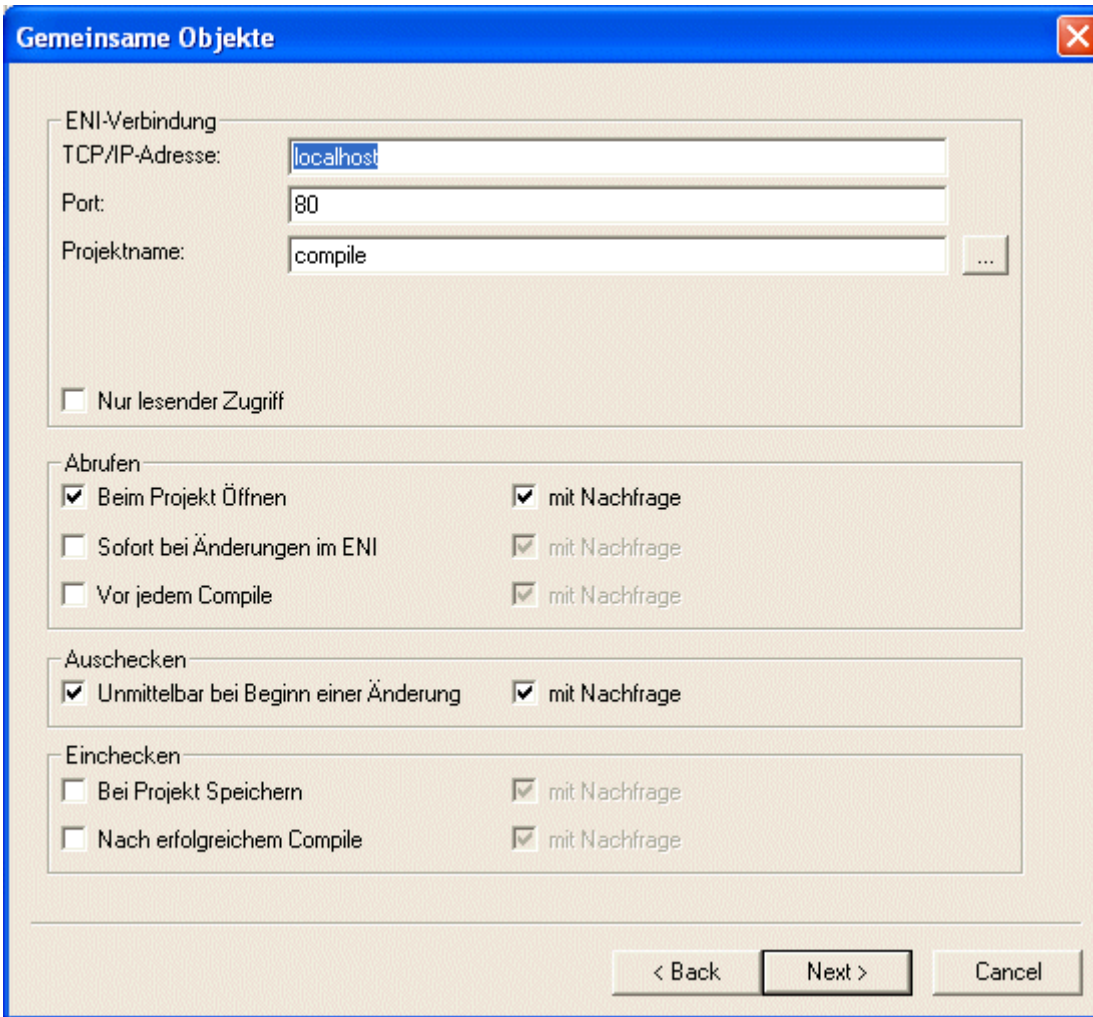 Gemeinsame Objekte
ENI-Verbindung
TCP/IP-Adresse: localhost
Port: 80
Projektname: compile ...
Nur lesender Zugriff
Abrufen
Beim Projekt Öffnen mit Nachfrage
Sofort bei Änderungen im ENI mit Nachfrage
Vor jedem Compile mit Nachfrage
Auschecken
Unmittelbar bei Beginn einer Änderung mit Nachfrage
Einchecken
Bei Projekt Speichern mit Nachfrage
Nach erfolgreichem Compile mit Nachfrage
< Back Next > Cancel